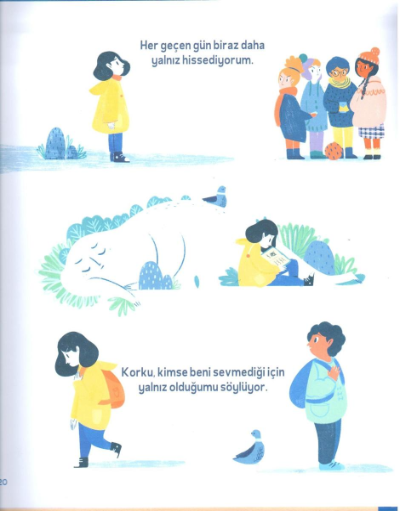 Her geçen gün biraz daha
yalnız hissediyorum.
Korku, kimse beni sevmediği için
yalnız olduğumu söylüyor.
20